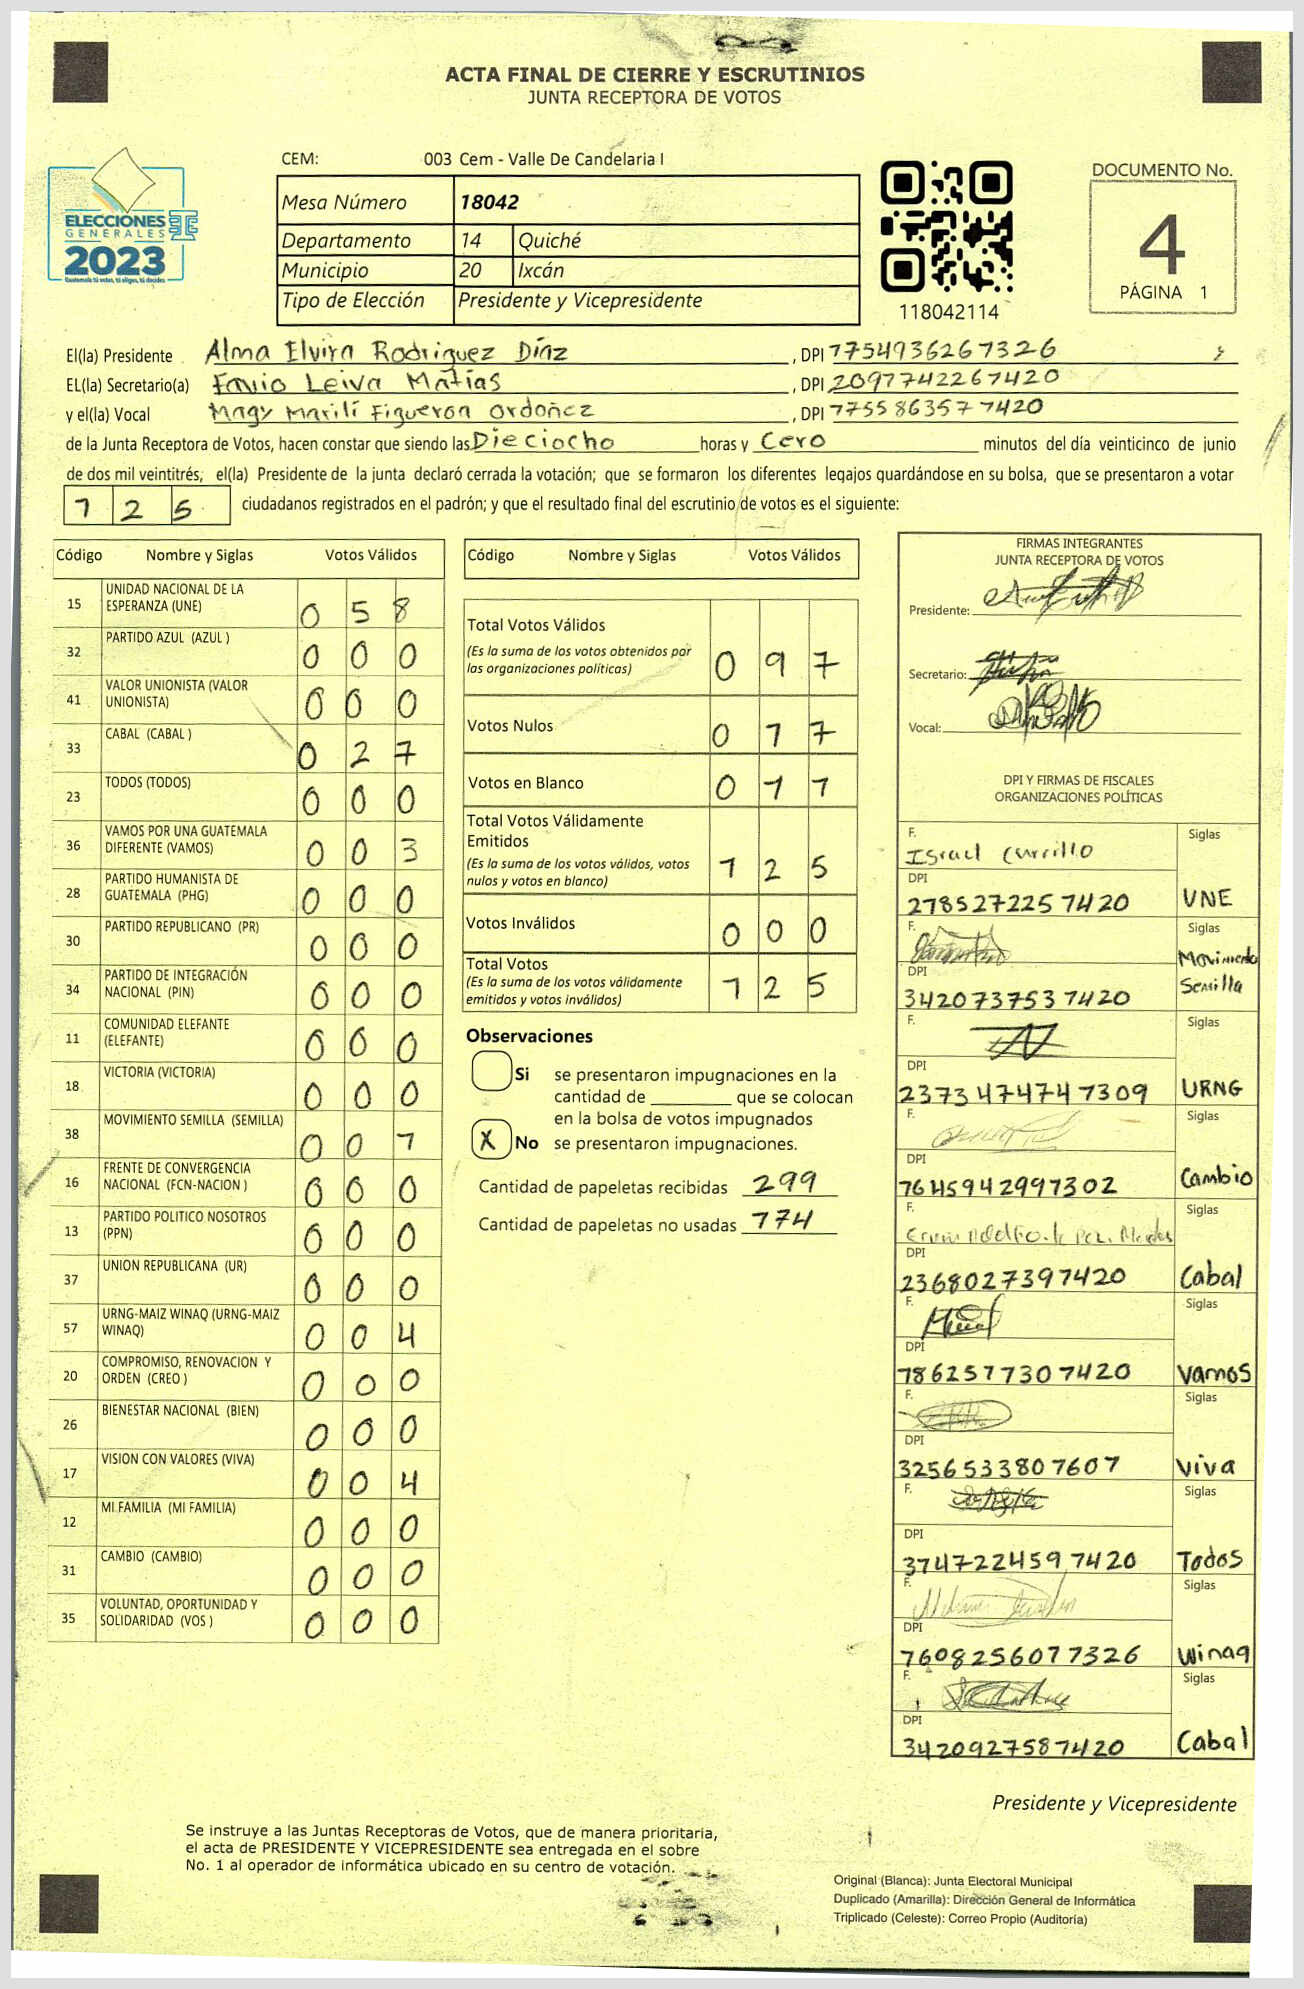 ACTA FINAL DE CIERRE Y ESCRUTINIOS
JUNTA RECEPTORA DE VOTOS
ELECCIONES
GENERALES
2023
Guatemala tú votas, tú eliges, tú decides
CEM: 003 Cem - Valle De Candelaria I
Mesa Número 18042
Departamento 14 Quiché
Municipio 20 Ixcán
Tipo de Elección Presidente y Vicepresidente
118042114
DOCUMENTO No.
4
PÁGINA 1
El(la) Presidente Alma Elvira Rodriguez Díaz , DPI 7754936267326
EL(la) Secretario(a) Favio Leiva Matías , DPI 2097742267420
y el(la) Vocal Magy Marilí Figueroa Ordoñez , DPI 7755863577420
de la Junta Receptora de Votos, hacen constar que siendo las Dieciocho horas y Cero minutos del día veinticinco de junio
de dos mil veintitrés, el(la) Presidente de la junta declaró cerrada la votación; que se formaron los diferentes legajos quardándose en su bolsa, que se presentaron a votar
125 ciudadanos registrados en el padrón; y que el resultado final del escrutinio de votos es el siguiente:
Código Nombre y Siglas Votos Válidos
15 UNIDAD NACIONAL DE LA ESPERANZA (UNE) 0 5 8
32 PARTIDO AZUL (AZUL ) 0 0 0
41 VALOR UNIONISTA (VALOR UNIONISTA) 0 0 0
33 CABAL (CABAL ) 0 2 7
23 TODOS (TODOS) 0 0 0
36 VAMOS POR UNA GUATEMALA DIFERENTE (VAMOS) 0 0 3
28 PARTIDO HUMANISTA DE GUATEMALA (PHG) 0 0 0
30 PARTIDO REPUBLICANO (PR) 0 0 0
34 PARTIDO DE INTEGRACIÓN NACIONAL (PIN) 0 0 0
11 COMUNIDAD ELEFANTE (ELEFANTE) 0 0 0
18 VICTORIA (VICTORIA) 0 0 0
38 MOVIMIENTO SEMILLA (SEMILLA) 0 0 1
16 FRENTE DE CONVERGENCIA NACIONAL (FCN-NACION ) 0 0 0
13 PARTIDO POLITICO NOSOTROS (PPN) 0 0 0
37 UNION REPUBLICANA (UR) 0 0 0
57 URNG-MAIZ WINAQ (URNG-MAIZ WINAQ) 0 0 4
20 COMPROMISO, RENOVACION Y ORDEN (CREO ) 0 0 0
26 BIENESTAR NACIONAL (BIEN) 0 0 0
17 VISION CON VALORES (VIVA) 0 0 4
12 MI FAMILIA (MI FAMILIA) 0 0 0
31 CAMBIO (CAMBIO) 0 0 0
35 VOLUNTAD, OPORTUNIDAD Y SOLIDARIDAD (VOS ) 0 0 0
Código Nombre y Siglas Votos Válidos
Total Votos Válidos 0 9 7
(Es la suma de los votos obtenidos por
las organizaciones políticas)
Votos Nulos 0 1 7
Votos en Blanco 0 1 1
Total Votos Válidamente
Emitidos 1 2 5
(Es la suma de los votos válidos, votos
nulos y votos en blanco)
Votos Inválidos 0 0 0
Total Votos 1 2 5
(Es la suma de los votos válidamente
emitidos y votos inválidos)
Observaciones
Si se presentaron impugnaciones en la
cantidad de ________ que se colocan
en la bolsa de votos impugnados
X No se presentaron impugnaciones.
Cantidad de papeletas recibidas 299
Cantidad de papeletas no usadas 174
FIRMAS INTEGRANTES
JUNTA RECEPTORA DE VOTOS
Presidente:
Secretario:
Vocal:
DPI Y FIRMAS DE FISCALES
ORGANIZACIONES POLÍTICAS
F. Israel Carrillo Siglas
DPI 2785272257420 UNE
F. Siglas
DPI 3420737537420 Movimiento Semilla
F. Siglas
DPI 2373474747309 URNG
F. Siglas
DPI 7645942997302 Cambio
F. Siglas
DPI 2368027397420 Cabal
F. Siglas
DPI 7862577307420 Vamos
F. Siglas
DPI 3256533807607 Viva
F. Siglas
DPI 3747224597420 Todos
F. Siglas
DPI 7608256077326 Winaq
F. Siglas
DPI 3420927587420 Cabal
Presidente y Vicepresidente
Se instruye a las Juntas Receptoras de Votos, que de manera prioritaria,
el acta de PRESIDENTE Y VICEPRESIDENTE sea entregada en el sobre
No. 1 al operador de informática ubicado en su centro de votación.
Original (Blanca): Junta Electoral Municipal
Duplicado (Amarilla): Dirección General de Informática
Triplicado (Celeste): Correo Propio (Auditoría)